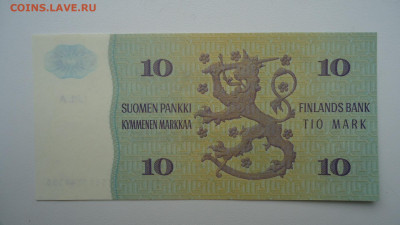 COINS.LAVE.RU
10 10
SUOMEN PANKKI FINLANDS BANK
KYMMENEN MARKKAA TIO MARK
10 10